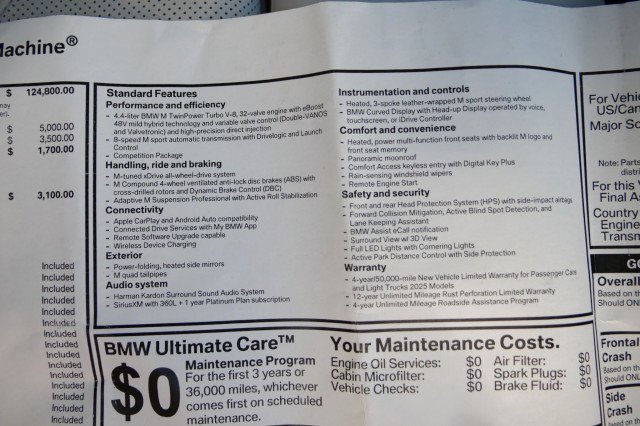 Machine®
$ 124,800.00
$ 5,000.00
$ 3,500.00
$ 1,700.00
$ 3,100.00
Included
Included
Included
Included
Included
Included
Included
Included
Included
Included
Included
Included
Included
Standard Features
Performance and efficiency
- 4.4-liter BMW M TwinPower Turbo V-8, 32-valve engine with eBoost
48V mild hybrid technology and variable valve control (Double-VANOS
and Valvetronic) and high-precision direct injection
- 8-speed M sport automatic transmission with Drivelogic and Launch
Control
- Competition Package
Handling, ride and braking
- M-tuned xDrive all-wheel-drive system
- M Compound 4-wheel ventilated anti-lock disc brakes (ABS) with
cross-drilled rotors and Dynamic Brake Control (DBC)
- Adaptive M Suspension Professional with Active Roll Stabilization
Connectivity
- Apple CarPlay and Android Auto compatibility
- Connected Drive Services with My BMW App
- Remote Software Upgrade capable
- Wireless Device Charging
Exterior
- Power-folding, heated side mirrors
- M quad tailpipes
Audio system
- Harman Kardon Surround Sound Audio System
- SiriusXM with 360L + 1 year Platinum Plan subscription
Instrumentation and controls
- Heated, 3-spoke leather-wrapped M sport steering wheel
- BMW Curved Display with Head-up Display operated by voice,
touchscreen, or iDrive Controller
Comfort and convenience
- Heated, power multi-function front seats with backlit M logo and
front seat memory
- Panoramic moonroof
- Comfort Access keyless entry with Digital Key Plus
- Rain-sensing windshield wipers
- Remote Engine Start
Safety and security
- Front and rear Head Protection System (HPS) with side-impact airbags
- Forward Collision Mitigation, Active Blind Spot Detection, and
Lane Keeping Assistant
- BMW Assist eCall notification
- Surround View w/ 3D View
- Full LED Lights with Cornering Lights
- Active Park Distance Control with Side Protection
Warranty
- 4-year/50,000-mile New Vehicle Limited Warranty for Passenger Cars
and Light Trucks 2025 Models
- 12-year Unlimited Mileage Rust Perforation Limited Warranty
- 4-year Unlimited Mileage Roadside Assistance Program
BMW Ultimate Care™
$0
Maintenance Program
For the first 3 years or
36,000 miles, whichever
comes first on scheduled
maintenance.
Your Maintenance Costs.
Engine Oil Services: $0 Air Filter: $0
Cabin Microfilter: $0 Spark Plugs: $0
Vehicle Checks: $0 Brake Fluid: $0
For Vehi
US/Can
Major So
Note: Parts
distri
For this V
Final As
Country
Engine
Transm
GO
Overall
Based on th
Should ONL
Frontal
Crash
Based on th
Should ONL
Side
Crash